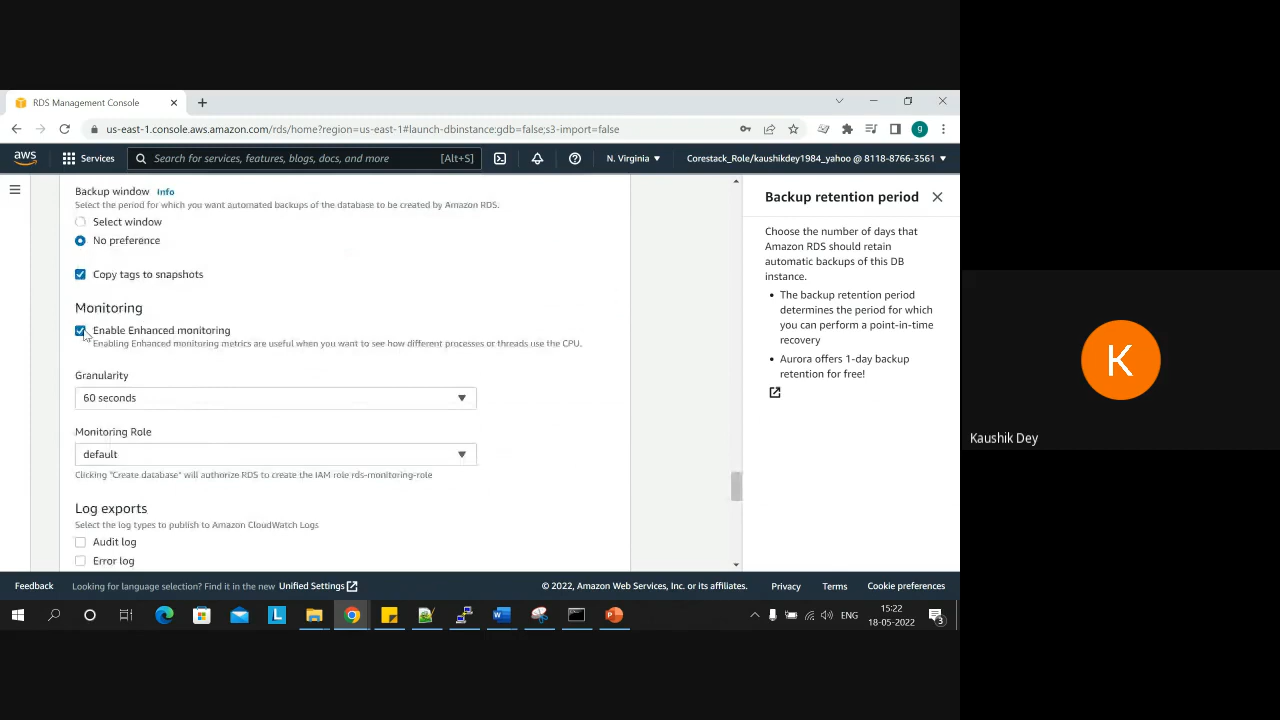 RDS Management Console
us-east-1.console.aws.amazon.com/rds/home?region=us-east-1#launch-dbinstance:gdb=false;s3-import=false
g
aws
Services
Search for services, features, blogs, docs, and more
[Alt+S]
N. Virginia
Corestack_Role/kaushikdey1984_yahoo @ 8118-8766-3561
Backup window Info
Select the period for which you want automated backups of the database to be created by Amazon RDS.
Select window
No preference
Copy tags to snapshots
Monitoring
Enable Enhanced monitoring
Enabling Enhanced monitoring metrics are useful when you want to see how different processes or threads use the CPU.
Granularity
60 seconds
Monitoring Role
default
Clicking "Create database" will authorize RDS to create the IAM role rds-monitoring-role
Log exports
Select the log types to publish to Amazon CloudWatch Logs
Audit log
Error log
Backup retention period
Choose the number of days that
Amazon RDS should retain
automatic backups of this DB
instance.
• The backup retention period
determines the period for which
you can perform a point-in-time
recovery
• Aurora offers 1-day backup
retention for free!
K
Kaushik Dey
Feedback
Looking for language selection? Find it in the new Unified Settings
© 2022, Amazon Web Services, Inc. or its affiliates.
Privacy
Terms
Cookie preferences
L
ENG
15:22
18-05-2022
3